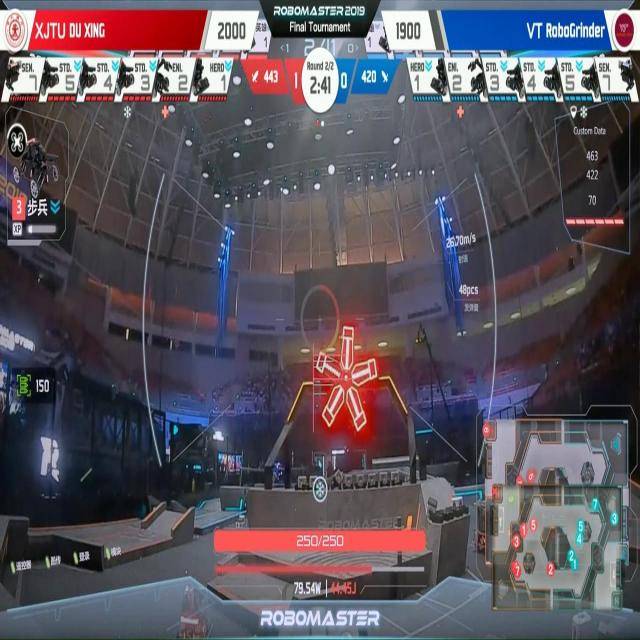 ROBOMASTER 2019
Final Tournament
XJTU DU XING
2000
1900
VT RoboGrinder
SEN.
7
STD.
5
STD.
4
STD.
3
ENI.
2
HERO
1
443
1
Round 2/2
2:41
0
420
HERO
1
ENI.
2
STD.
3
STD.
4
STD.
5
SEN.
7
Custom Data
463
422
70
3 步兵
XP
26.70m/s
48pcs
150
250/250
79.54W
44.45J
ROBOMASTER
ROBOMASTER